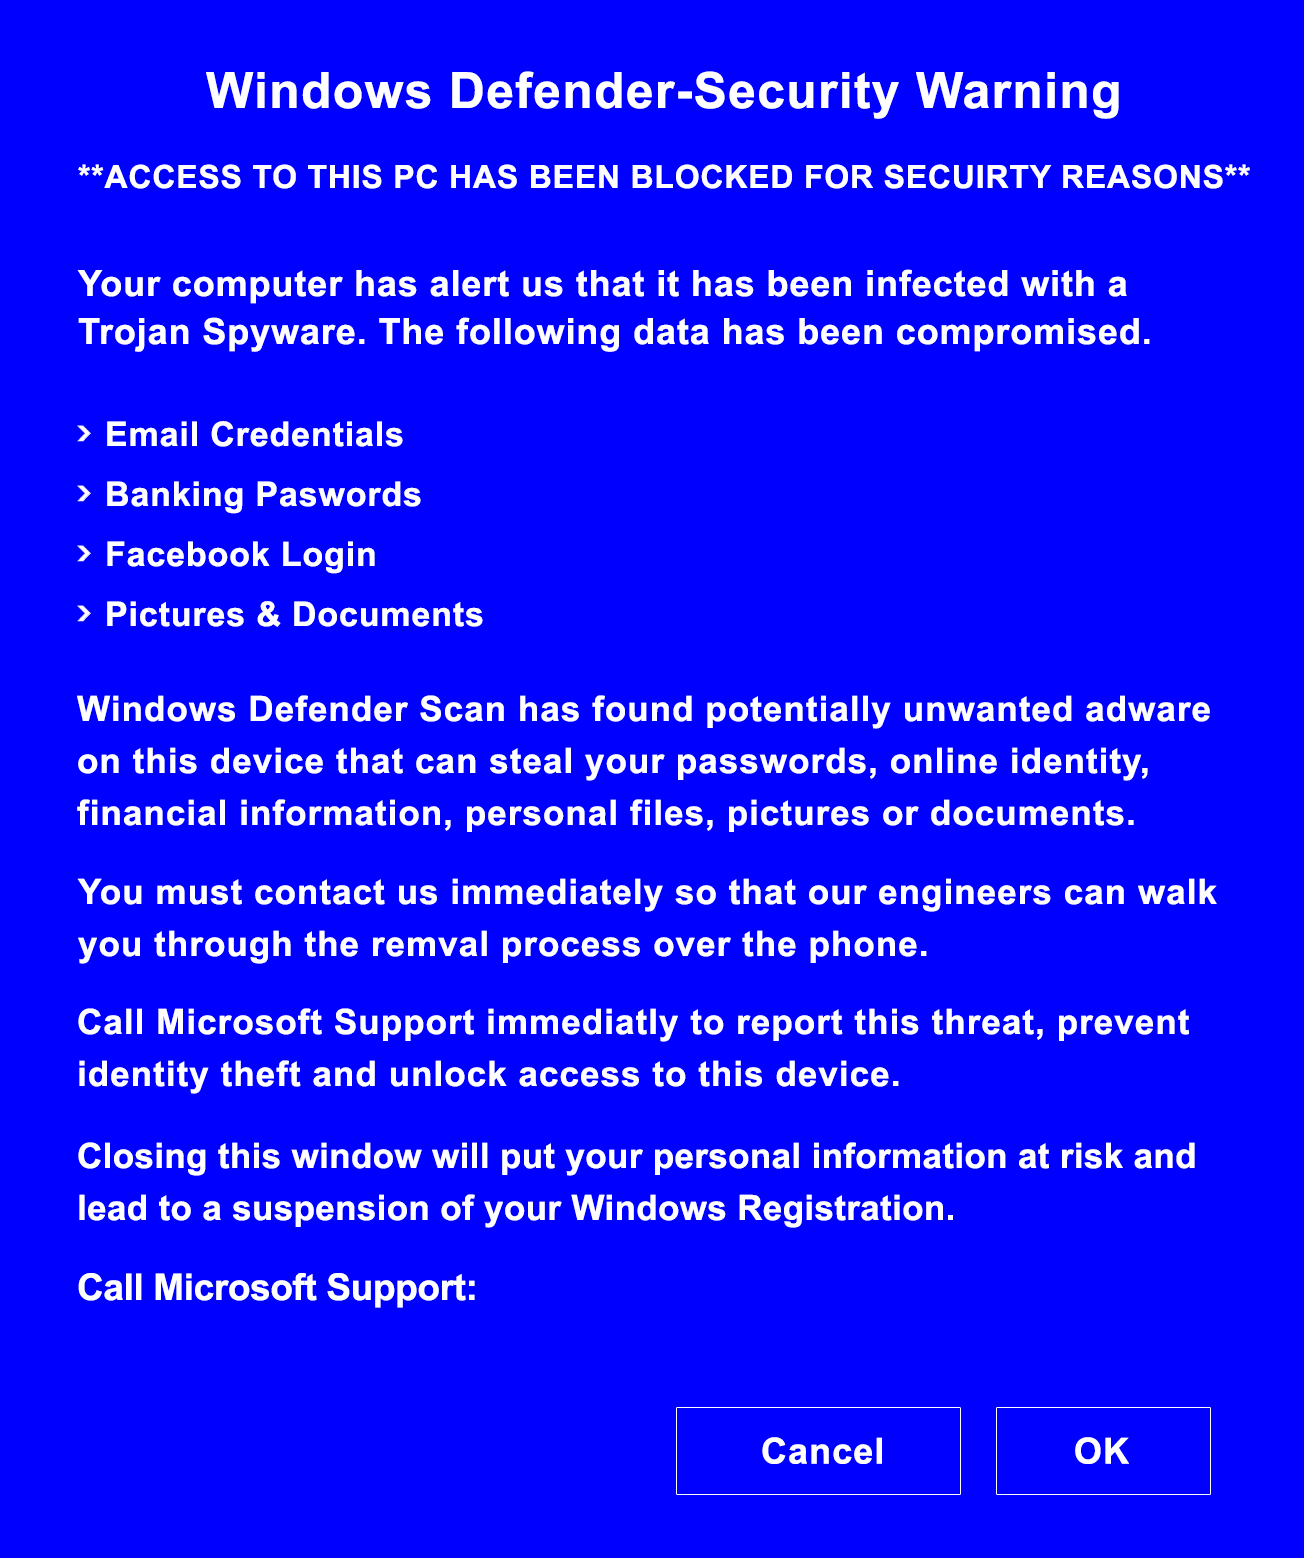 Windows Defender-Security Warning
**ACCESS TO THIS PC HAS BEEN BLOCKED FOR SECUIRTY REASONS**
Your computer has alert us that it has been infected with a
Trojan Spyware. The following data has been compromised.
> Email Credentials
> Banking Paswords
> Facebook Login
> Pictures & Documents
Windows Defender Scan has found potentially unwanted adware
on this device that can steal your passwords, online identity,
financial information, personal files, pictures or documents.
You must contact us immediately so that our engineers can walk
you through the remval process over the phone.
Call Microsoft Support immediatly to report this threat, prevent
identity theft and unlock access to this device.
Closing this window will put your personal information at risk and
lead to a suspension of your Windows Registration.
Call Microsoft Support:
Cancel
OK